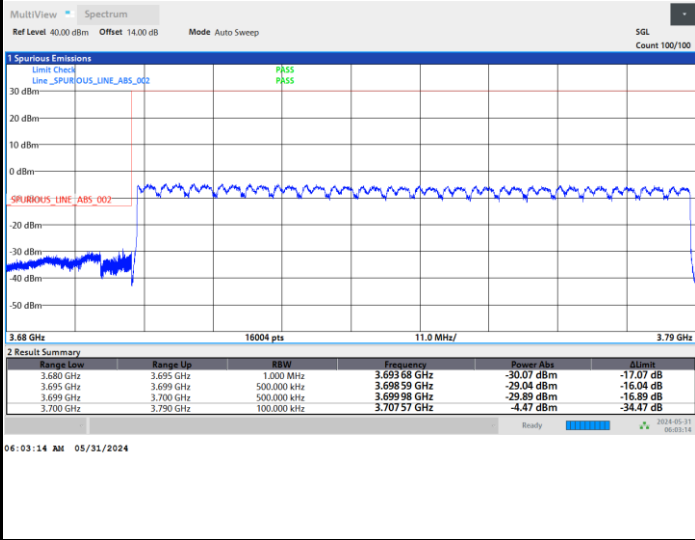 MultiView Spectrum
Ref Level 40.00 dBm Offset 14.00 dB Mode Auto Sweep SGL
Count 100/100
1 Spurious Emissions
Limit Check PASS
Line _SPURIOUS_LINE_ABS_002 PASS
30 dBm
20 dBm
10 dBm
0 dBm
_SPURIOUS_LINE_ABS_002
-20 dBm
-30 dBm
-40 dBm
-50 dBm
3.68 GHz 16004 pts 11.0 MHz/ 3.79 GHz
2 Result Summary
Range Low Range Up RBW Frequency Power Abs ΔLimit
3.680 GHz 3.695 GHz 1.000 MHz 3.693 68 GHz -30.07 dBm -17.07 dB
3.695 GHz 3.699 GHz 500.000 kHz 3.698 59 GHz -29.04 dBm -16.04 dB
3.699 GHz 3.700 GHz 500.000 kHz 3.699 98 GHz -29.89 dBm -16.89 dB
3.700 GHz 3.790 GHz 100.000 kHz 3.707 57 GHz -4.47 dBm -34.47 dB
Ready 2024-05-31
06:03:14
06:03:14 AM 05/31/2024